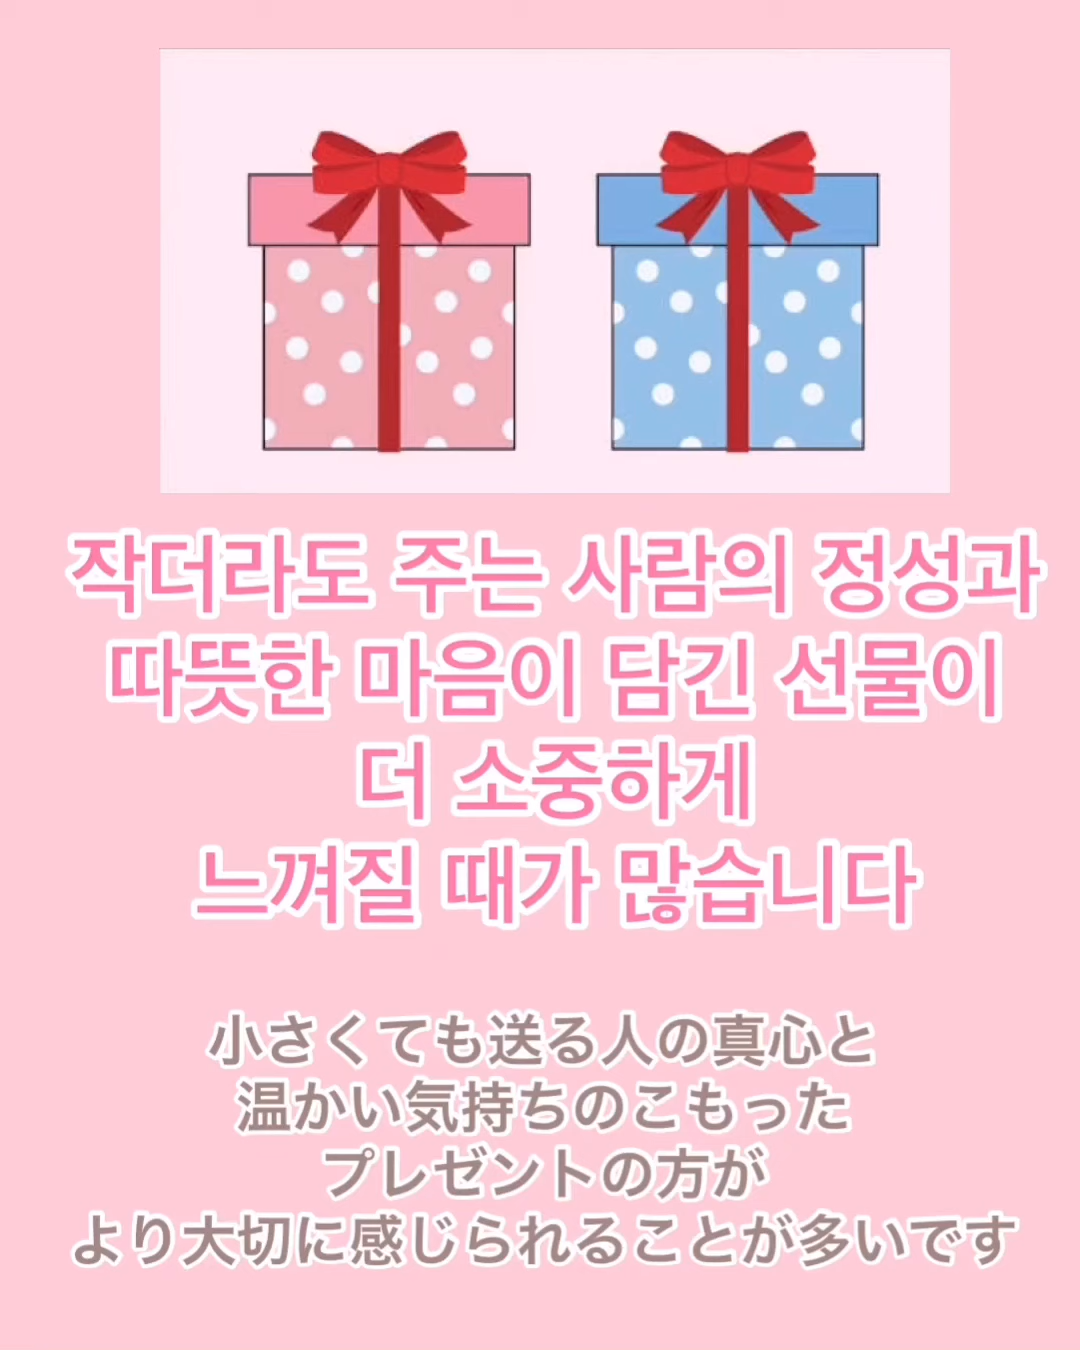 작더라도 주는 사람의 정성과
따뜻한 마음이 담긴 선물이
더 소중하게
느껴질 때가 많습니다
小さくても送る人の真心と
温かい気持ちのこもった
プレゼントの方が
より大切に感じられることが多いです